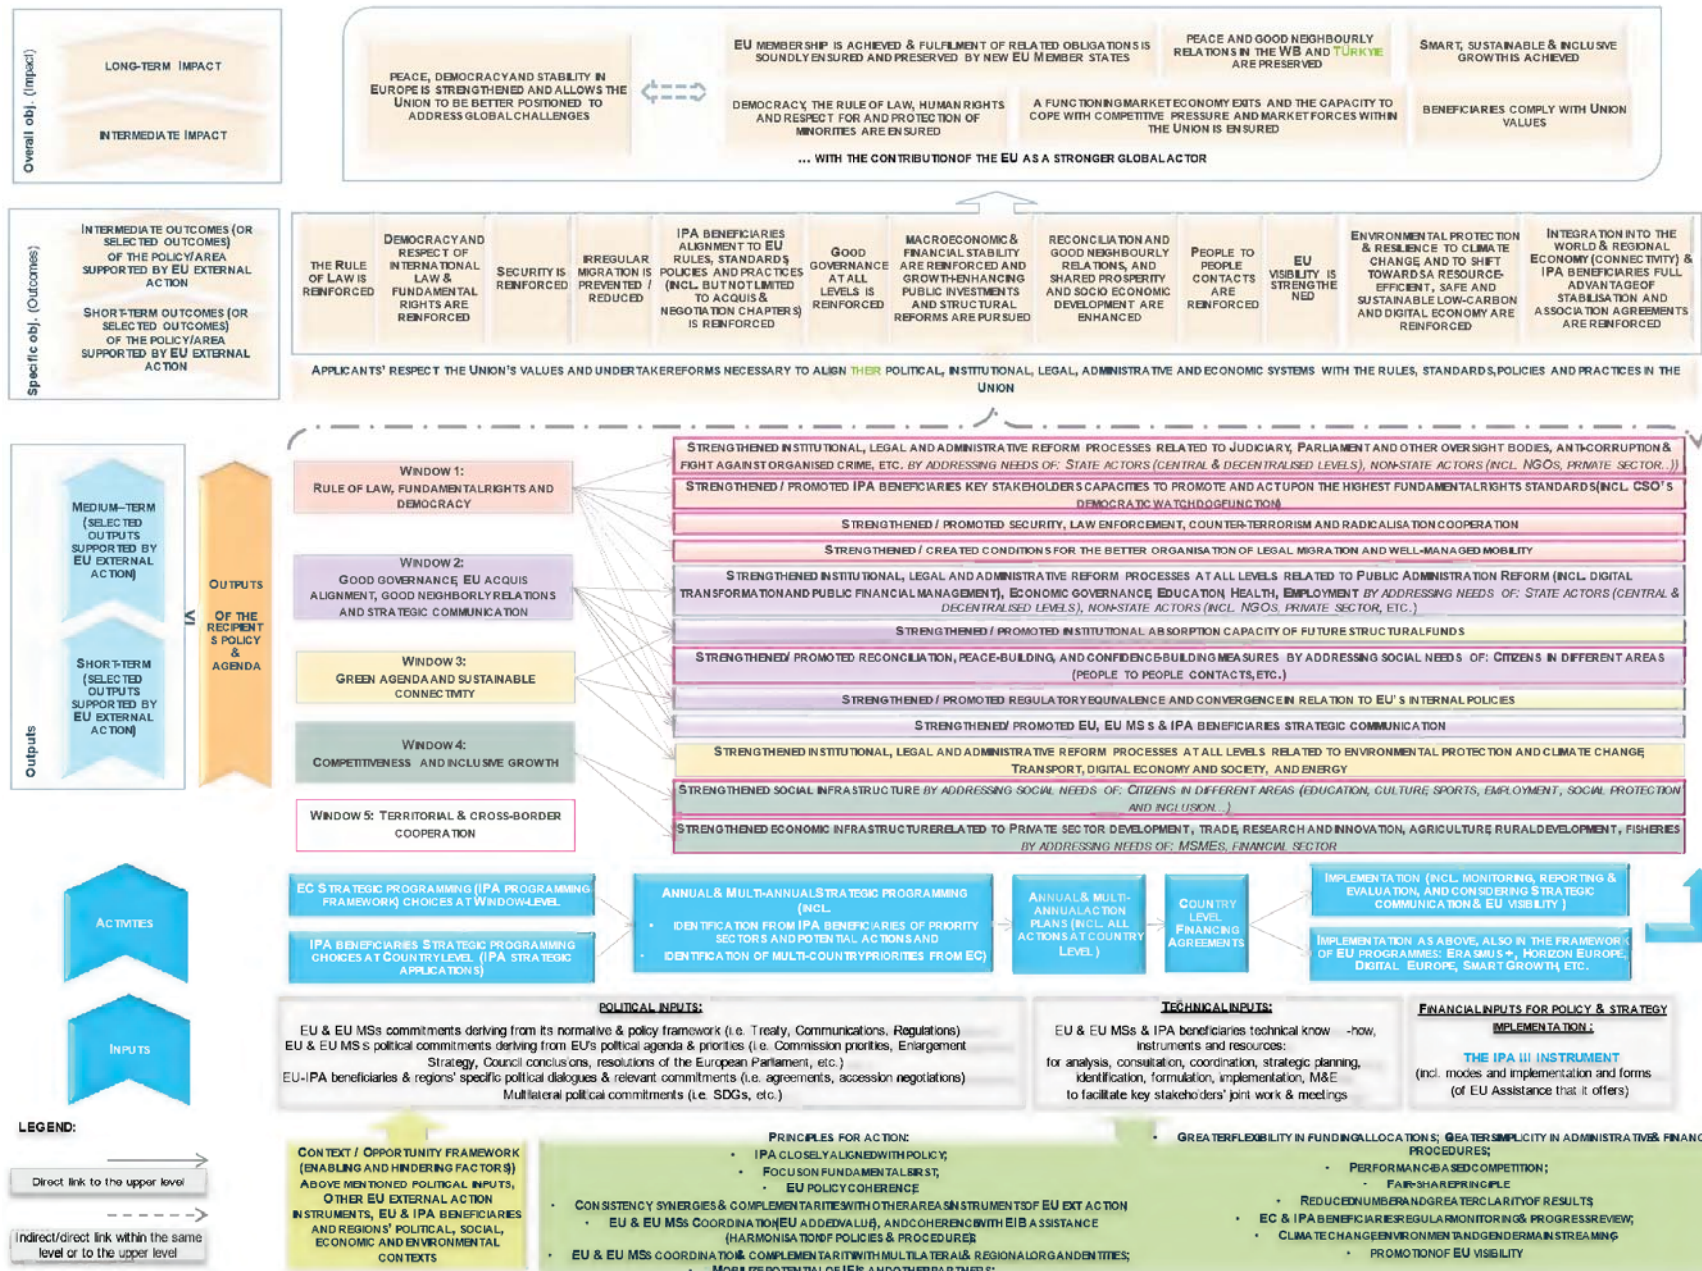 Overall obj. (Impact)
LONG-TERM IMPACT
INTERMEDIATE IMPACT
PEACE, DEMOCRACY AND STABILITY IN
EUROPE IS STRENGTHENED AND ALLOWS THE
UNION TO BE BETTER POSITIONED TO
ADDRESS GLOBAL CHALLENGES
EU MEMBERSHIP IS ACHIEVED & FULFILMENT OF RELATED OBLIGATIONS IS
SOUNDLY ENSURED AND PRESERVED BY NEW EU MEMBER STATES
PEACE AND GOOD NEIGHBOURLY
RELATIONS IN THE WB AND TÜRKYIE
ARE PRESERVED
SMART, SUSTAINABLE & INCLUSIVE
GROWTH IS ACHIEVED
DEMOCRACY, THE RULE OF LAW, HUMAN RIGHTS
AND RESPECT FOR AND PROTECTION OF
MINORITIES ARE ENSURED
A FUNCTIONING MARKET ECONOMY EXITS AND THE CAPACITY TO
COPE WITH COMPETITIVE PRESSURE AND MARKET FORCES WITHIN
THE UNION IS ENSURED
BENEFICIARIES COMPLY WITH UNION
VALUES
... WITH THE CONTRIBUTION OF THE EU AS A STRONGER GLOBAL ACTOR
Specific obj. (Outcomes)
INTERMEDIATE OUTCOMES (OR
SELECTED OUTCOMES)
OF THE POLICY/AREA
SUPPORTED BY EU EXTERNAL
ACTION
SHORT-TERM OUTCOMES (OR
SELECTED OUTCOMES)
OF THE POLICY/AREA
SUPPORTED BY EU EXTERNAL
ACTION
THE RULE
OF LAW IS
REINFORCED
DEMOCRACY AND
RESPECT OF
INTERNATIONAL
LAW &
FUNDAMENTAL
RIGHTS ARE
REINFORCED
SECURITY IS
REINFORCED
IRREGULAR
MIGRATION IS
PREVENTED /
REDUCED
IPA BENEFICIARIES
ALIGNMENT TO EU
RULES, STANDARDS,
POLICIES AND PRACTICES
(INCL. BUT NOT LIMITED
TO ACQUIS &
NEGOTIATION CHAPTERS)
IS REINFORCED
GOOD
GOVERNANCE
AT ALL
LEVELS IS
REINFORCED
MACROECONOMIC &
FINANCIAL STABILITY
ARE REINFORCED AND
GROWTH-ENHANCING
PUBLIC INVESTMENTS
AND STRUCTURAL
REFORMS ARE PURSUED
RECONCILIATION AND
GOOD NEIGHBOURLY
RELATIONS, AND
SHARED PROSPERITY
AND SOCIO ECONOMIC
DEVELOPMENT ARE
ENHANCED
PEOPLE TO
PEOPLE
CONTACTS
ARE
REINFORCED
EU
VISIBILITY IS
STRENGTHE
NED
ENVIRONMENTAL PROTECTION
& RESILIENCE TO CLIMATE
CHANGE, AND TO SHIFT
TOWARDS A RESOURCE-
EFFICIENT, SAFE AND
SUSTAINABLE LOW-CARBON
AND DIGITAL ECONOMY ARE
REINFORCED
INTEGRATION INTO THE
WORLD & REGIONAL
ECONOMY (CONNECTIVITY) &
IPA BENEFICIARIES FULL
ADVANTAGE OF
STABILISATION AND
ASSOCIATION AGREEMENTS
ARE REINFORCED
APPLICANTS' RESPECT THE UNION'S VALUES AND UNDERTAKE REFORMS NECESSARY TO ALIGN THEIR POLITICAL, INSTITUTIONAL, LEGAL, ADMINISTRATIVE AND ECONOMIC SYSTEMS WITH THE RULES, STANDARDS, POLICIES AND PRACTICES IN THE
UNION
Outputs
MEDIUM–TERM
(SELECTED
OUTPUTS
SUPPORTED BY
EU EXTERNAL
ACTION)
SHORT-TERM
(SELECTED
OUTPUTS
SUPPORTED BY
EU EXTERNAL
ACTION)
VI
OUTPUTS
OF THE
RECIPIENT
S POLICY
&
AGENDA
WINDOW 1:
RULE OF LAW, FUNDAMENTAL RIGHTS AND
DEMOCRACY
WINDOW 2:
GOOD GOVERNANCE, EU ACQUIS
ALIGNMENT, GOOD NEIGHBORLY RELATIONS
AND STRATEGIC COMMUNICATION
WINDOW 3:
GREEN AGENDA AND SUSTAINABLE
CONNECTIVITY
WINDOW 4:
COMPETITIVENESS AND INCLUSIVE GROWTH
WINDOW 5: TERRITORIAL & CROSS-BORDER
COOPERATION
STRENGTHENED INSTITUTIONAL, LEGAL AND ADMINISTRATIVE REFORM PROCESSES RELATED TO JUDICIARY, PARLIAMENT AND OTHER OVERSIGHT BODIES, ANTI-CORRUPTION &
FIGHT AGAINST ORGANISED CRIME, ETC. BY ADDRESSING NEEDS OF: STATE ACTORS (CENTRAL & DECENTRALISED LEVELS), NON-STATE ACTORS (INCL. NGOS, PRIVATE SECTOR...))
STRENGTHENED / PROMOTED IPA BENEFICIARIES KEY STAKEHOLDERS CAPACITIES TO PROMOTE AND ACT UPON THE HIGHEST FUNDAMENTAL RIGHTS STANDARDS (INCL. CSO'S
DEMOCRATIC WATCHDOG FUNCTION)
STRENGTHENED / PROMOTED SECURITY, LAW ENFORCEMENT, COUNTER-TERRORISM AND RADICALISATION COOPERATION
STRENGTHENED / CREATED CONDITIONS FOR THE BETTER ORGANISATION OF LEGAL MIGRATION AND WELL-MANAGED MOBILITY
STRENGTHENED INSTITUTIONAL, LEGAL AND ADMINISTRATIVE REFORM PROCESSES AT ALL LEVELS RELATED TO PUBLIC ADMINISTRATION REFORM (INCL. DIGITAL
TRANSFORMATION AND PUBLIC FINANCIAL MANAGEMENT), ECONOMIC GOVERNANCE, EDUCATION, HEALTH, EMPLOYMENT BY ADDRESSING NEEDS OF: STATE ACTORS (CENTRAL &
DECENTRALISED LEVELS), NON-STATE ACTORS (INCL. NGOS, PRIVATE SECTOR, ETC.)
STRENGTHENED / PROMOTED INSTITUTIONAL ABSORPTION CAPACITY OF FUTURE STRUCTURAL FUNDS
STRENGTHENED/ PROMOTED RECONCILIATION, PEACE-BUILDING, AND CONFIDENCE-BUILDING MEASURES BY ADDRESSING SOCIAL NEEDS OF: CITIZENS IN DIFFERENT AREAS
(PEOPLE TO PEOPLE CONTACTS, ETC.)
STRENGTHENED / PROMOTED REGULATORY EQUIVALENCE AND CONVERGENCE IN RELATION TO EU'S INTERNAL POLICIES
STRENGTHENED/ PROMOTED EU, EU MSS & IPA BENEFICIARIES STRATEGIC COMMUNICATION
STRENGTHENED INSTITUTIONAL, LEGAL AND ADMINISTRATIVE REFORM PROCESSES AT ALL LEVELS RELATED TO ENVIRONMENTAL PROTECTION AND CLIMATE CHANGE,
TRANSPORT, DIGITAL ECONOMY AND SOCIETY, AND ENERGY
STRENGTHENED SOCIAL INFRASTRUCTURE BY ADDRESSING SOCIAL NEEDS OF: CITIZENS IN DIFFERENT AREAS (EDUCATION, CULTURE, SPORTS, EMPLOYMENT, SOCIAL PROTECTION
AND INCLUSION...)
STRENGTHENED ECONOMIC INFRASTRUCTURE RELATED TO PRIVATE SECTOR DEVELOPMENT, TRADE, RESEARCH AND INNOVATION, AGRICULTURE, RURAL DEVELOPMENT, FISHERIES
BY ADDRESSING NEEDS OF: MSMES, FINANCIAL SECTOR
ACTIVITIES
EC STRATEGIC PROGRAMMING (IPA PROGRAMMING
FRAMEWORK) CHOICES AT WINDOW-LEVEL
IPA BENEFICIARIES STRATEGIC PROGRAMMING
CHOICES AT COUNTRY LEVEL (IPA STRATEGIC
APPLICATIONS)
ANNUAL & MULTI-ANNUAL STRATEGIC PROGRAMMING
(INCL.
• IDENTIFICATION FROM IPA BENEFICIARIES OF PRIORITY
SECTORS AND POTENTIAL ACTIONS AND
• IDENTIFICATION OF MULTI-COUNTRY PRIORITIES FROM EC)
ANNUAL & MULTI-
ANNUAL ACTION
PLANS (INCL. ALL
ACTIONS AT COUNTRY
LEVEL )
COUNTRY
LEVEL
FINANCING
AGREEMENTS
IMPLEMENTATION (INCL. MONITORING, REPORTING &
EVALUATION, AND CONSIDERING STRATEGIC
COMMUNICATION & EU VISIBILITY )
IMPLEMENTATION AS ABOVE, ALSO IN THE FRAMEWORK
OF EU PROGRAMMES: ERASMUS +, HORIZON EUROPE,
DIGITAL EUROPE, SMART GROWTH, ETC.
INPUTS
POLITICAL INPUTS:
EU & EU MSs commitments deriving from its normative & policy framework (i.e. Treaty, Communications, Regulations)
EU & EU MSs political commitments deriving from EU's political agenda & priorities (i.e. Commission priorities, Enlargement
Strategy, Council conclusions, resolutions of the European Parliament, etc.)
EU-IPA beneficiaries & regions' specific political dialogues & relevant commitments (i.e. agreements, accession negotiations)
Multilateral political commitments (i.e. SDGs, etc.)
TECHNICAL INPUTS:
EU & EU MSs & IPA beneficiaries technical know -how,
instruments and resources:
for analysis, consultation, coordination, strategic planning,
identification, formulation, implementation, M&E
to facilitate key stakeholders' joint work & meetings
FINANCIAL INPUTS FOR POLICY & STRATEGY
IMPLEMENTATION :
THE IPA III INSTRUMENT
(incl. modes and implementation and forms
(of EU Assistance that it offers)
LEGEND:
Direct link to the upper level
Indirect/direct link within the same
level or to the upper level
CONTEXT / OPPORTUNITY FRAMEWORK
(ENABLING AND HINDERING FACTORS))
ABOVE MENTIONED POLITICAL INPUTS,
OTHER EU EXTERNAL ACTION
INSTRUMENTS, EU & IPA BENEFICIARIES
AND REGIONS' POLITICAL, SOCIAL,
ECONOMIC AND ENVIRONMENTAL
CONTEXTS
PRINCIPLES FOR ACTION:
• IPA CLOSELY ALIGNED WITH POLICY;
• FOCUS ON FUNDAMENTALS FIRST,
• EU POLICY COHERENCE
• CONSISTENCY SYNERGIES & COMPLEMENTARITIES WITH OTHER AREAS INSTRUMENTS OF EU EXT ACTION
• EU & EU MSS COORDINATION (EU ADDED VALUE), AND COHERENCE WITH EIB ASSISTANCE
(HARMONISATION OF POLICIES & PROCEDURES)
• EU & EU MSS COORDINATION & COMPLEMENTARITY WITH MULTILATERAL & REGIONAL ORG AND ENTITIES;
• MOBILIZE POTENTIAL OF IFIS AND OTHER PARTNERS;
• GREATER FLEXIBILITY IN FUNDING ALLOCATIONS; GEATER SIMPLICITY IN ADMINISTRATIVE & FINANC
PROCEDURES;
• PERFORMANC-BASED COMPETITION;
• FAIR-SHARE PRINCIPLE
• REDUCED NUMBER AND GREATER CLARITY OF RESULTS
• EC & IPA BENEFICIARIES REGULAR MONITORING & PROGRESS REVIEW;
• CLIMATE CHANGE, ENVIRONMENT AND GENDER MAINSTREAMING
• PROMOTION OF EU VISIBILITY